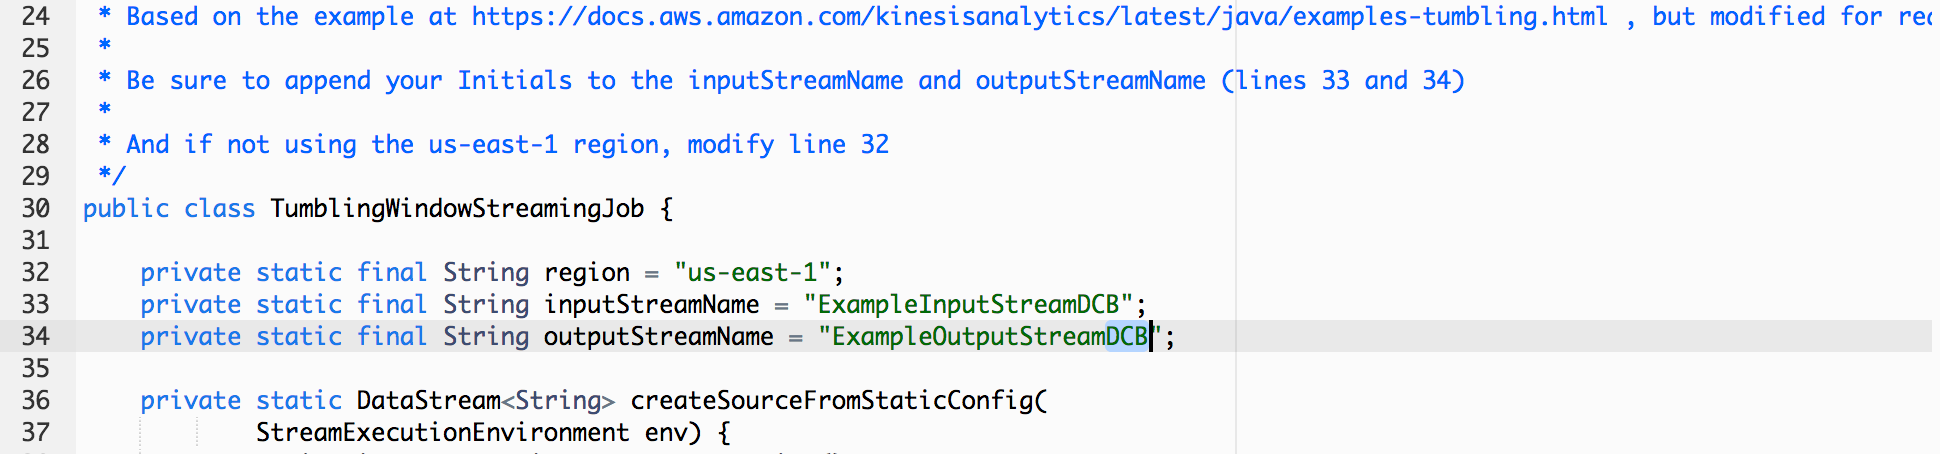 24 * Based on the example at https://docs.aws.amazon.com/kinesisanalytics/latest/java/examples-tumbling.html , but modified for
25 *
26 * Be sure to append your Initials to the inputStreamName and outputStreamName (lines 33 and 34)
27 *
28 * And if not using the us-east-1 region, modify line 32
29 */
30 public class TumblingWindowStreamingJob {
31
32 private static final String region = "us-east-1";
33 private static final String inputStreamName = "ExampleInputStreamDCB";
34 private static final String outputStreamName = "ExampleOutputStreamDCB";
35
36 private static DataStream<String> createSourceFromStaticConfig(
37 StreamExecutionEnvironment env) {